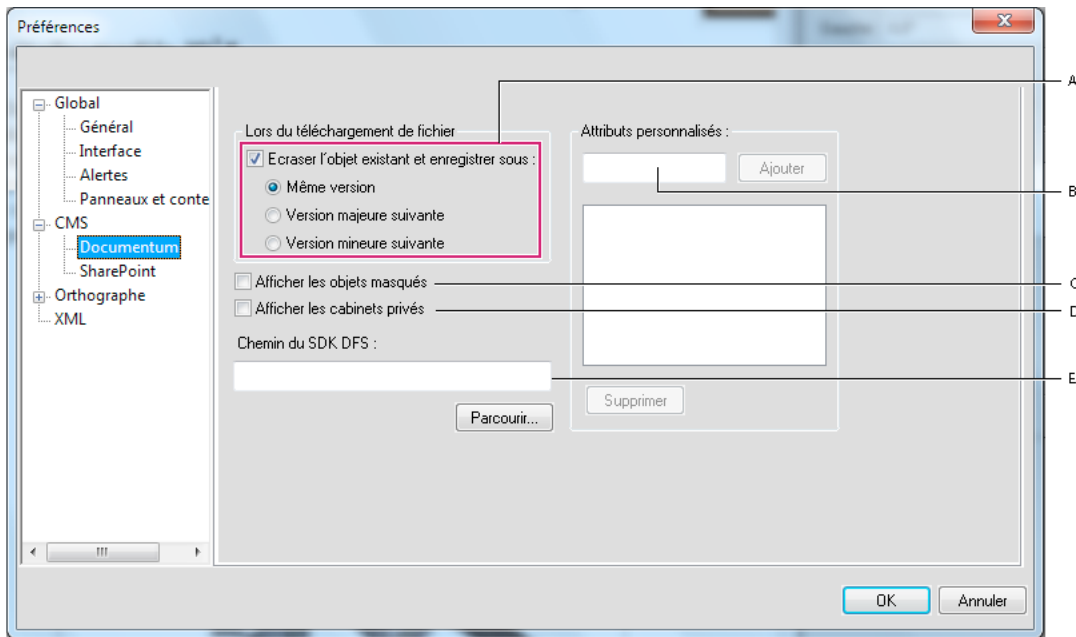 Préférences
A
Global
Général
Interface
Alertes
Panneaux et conte
CMS
Documentum
SharePoint
Orthographe
XML
Lors du téléchargement de fichier
Ecraser l'objet existant et enregistrer sous :
Même version
Version majeure suivante
Version mineure suivante
Afficher les objets masqués
Afficher les cabinets privés
Chemin du SDK DFS :
Parcourir...
Attributs personnalisés :
Ajouter
B
C
D
E
Supprimer
OK
Annuler